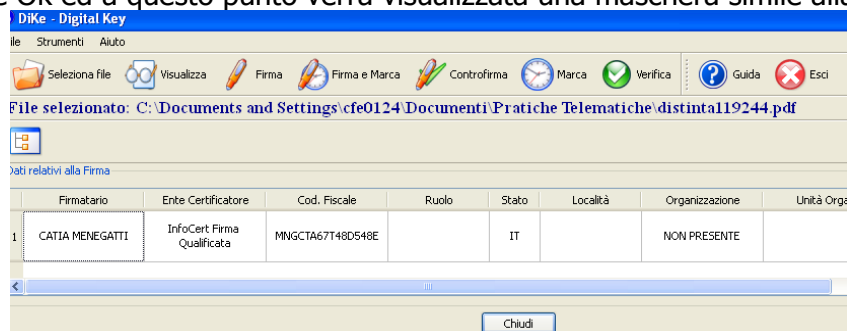 e Ok ed a questo punto verrà visualizzata una maschera simile alla
DiKe - Digital Key
ile Strumenti Aiuto
Seleziona file Visualizza Firma Firma e Marca Controfirma Marca Verifica Guida Esci
File selezionato: C:\Documents and Settings\cfe0124\Documenti\Pratiche Telematiche\distinta119244.pdf
Dati relativi alla Firma
Firmatario Ente Certificatore Cod. Fiscale Ruolo Stato Località Organizzazione Unità Orga
1 CATIA MENEGATTI InfoCert Firma Qualificata MNGCTA67T48D548E IT NON PRESENTE
Chiudi